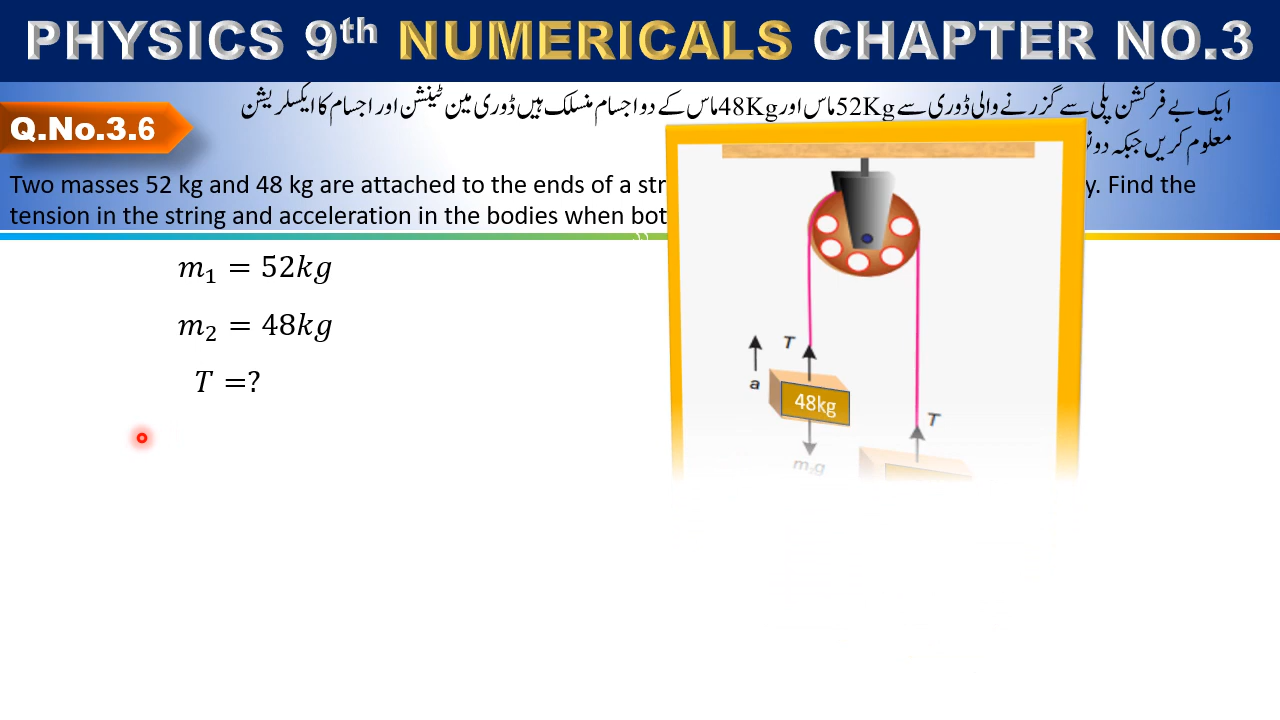 PHYSICS 9th NUMERICALS CHAPTER NO.3
ایک بے فرکشن پلی سے گزرنے والی ڈوری سے 52Kg ماس اور 48Kg ماس کے دو اجسام منسلک ہیں ڈوری مین ٹینشن اور اجسام کا ایکسلریشن
Q.No.3.6
معلوم کریں جبکہ
Two masses 52 kg and 48 kg are attached to the ends of a y. Find the
tension in the string and acceleration in the bodies when
m₁ = 52kg
m₂ = 48kg
T =?
T
a
48kg
T